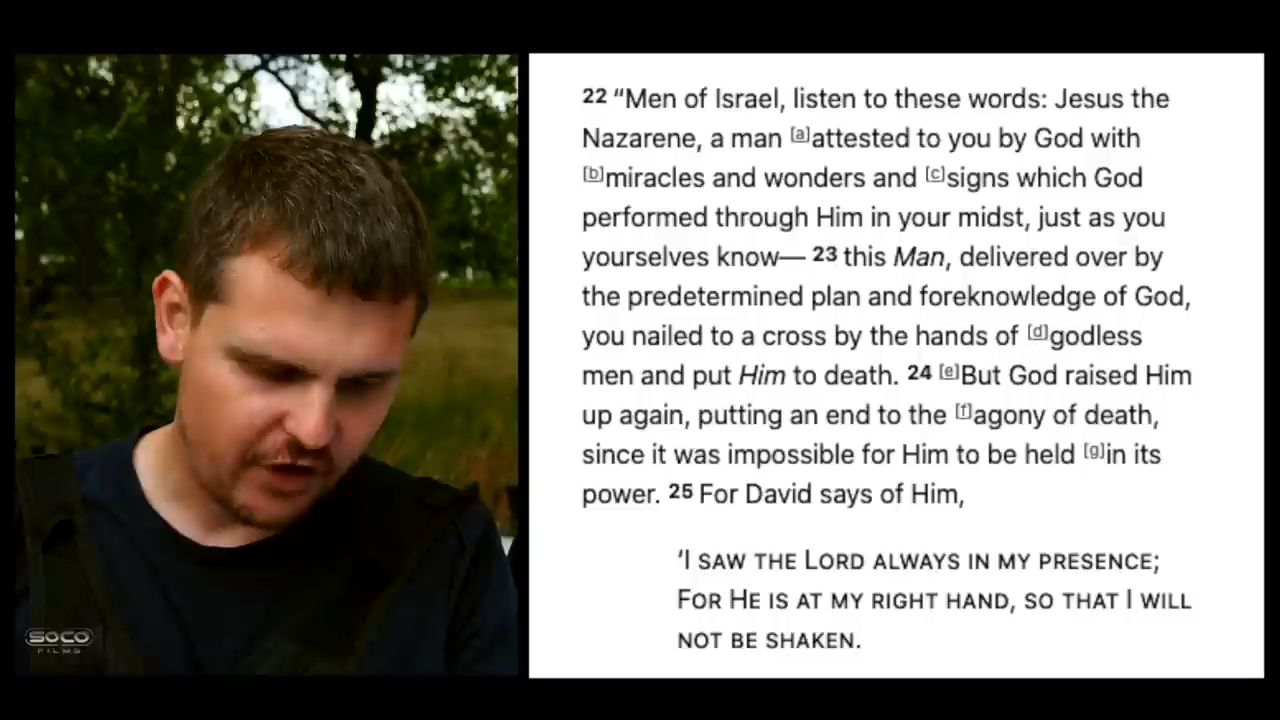 22 “Men of Israel, listen to these words: Jesus the
Nazarene, a man [a]attested to you by God with
[b]miracles and wonders and [c]signs which God
performed through Him in your midst, just as you
yourselves know— 23 this Man, delivered over by
the predetermined plan and foreknowledge of God,
you nailed to a cross by the hands of [d]godless
men and put Him to death. 24 [e]But God raised Him
up again, putting an end to the [f]agony of death,
since it was impossible for Him to be held [g]in its
power. 25 For David says of Him,
‘I SAW THE LORD ALWAYS IN MY PRESENCE;
FOR HE IS AT MY RIGHT HAND, SO THAT I WILL
NOT BE SHAKEN.
SOCO
FILMS